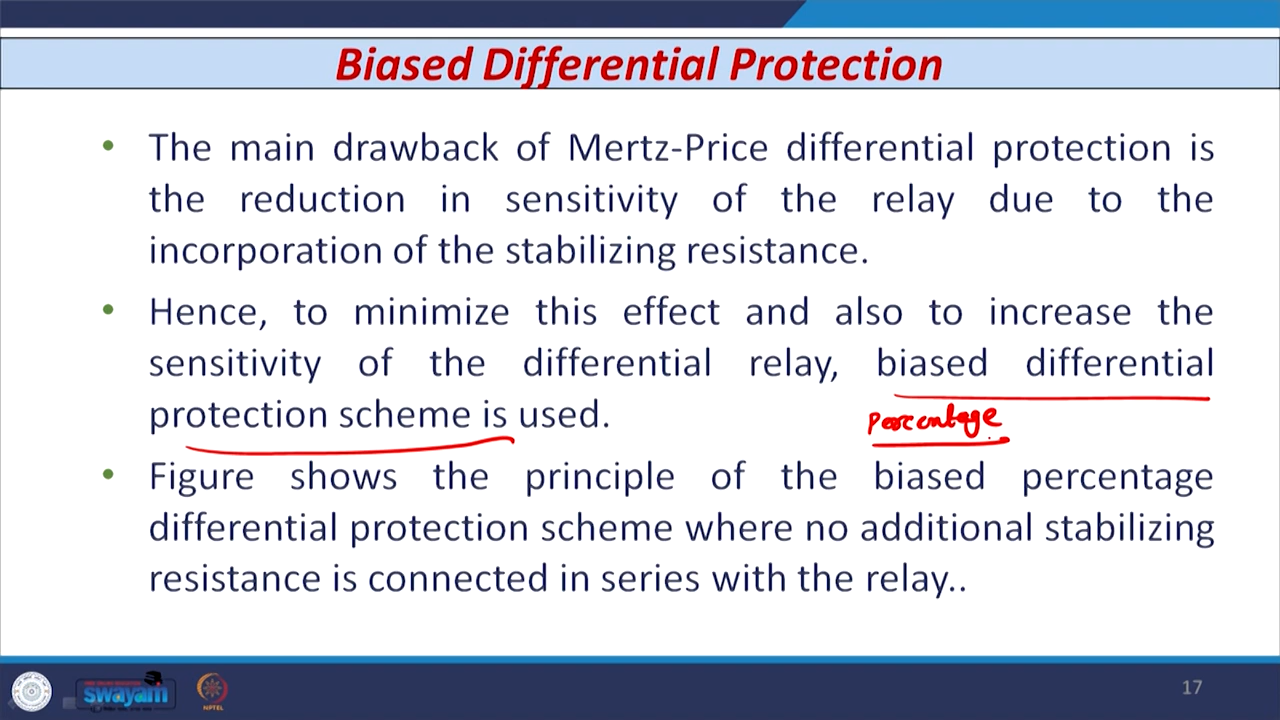 Biased Differential Protection
• The main drawback of Mertz-Price differential protection is
the reduction in sensitivity of the relay due to the
incorporation of the stabilizing resistance.
• Hence, to minimize this effect and also to increase the
sensitivity of the differential relay, biased differential
protection scheme is used.
Percentage
• Figure shows the principle of the biased percentage
differential protection scheme where no additional stabilizing
resistance is connected in series with the relay..
swayam
NPTEL
17